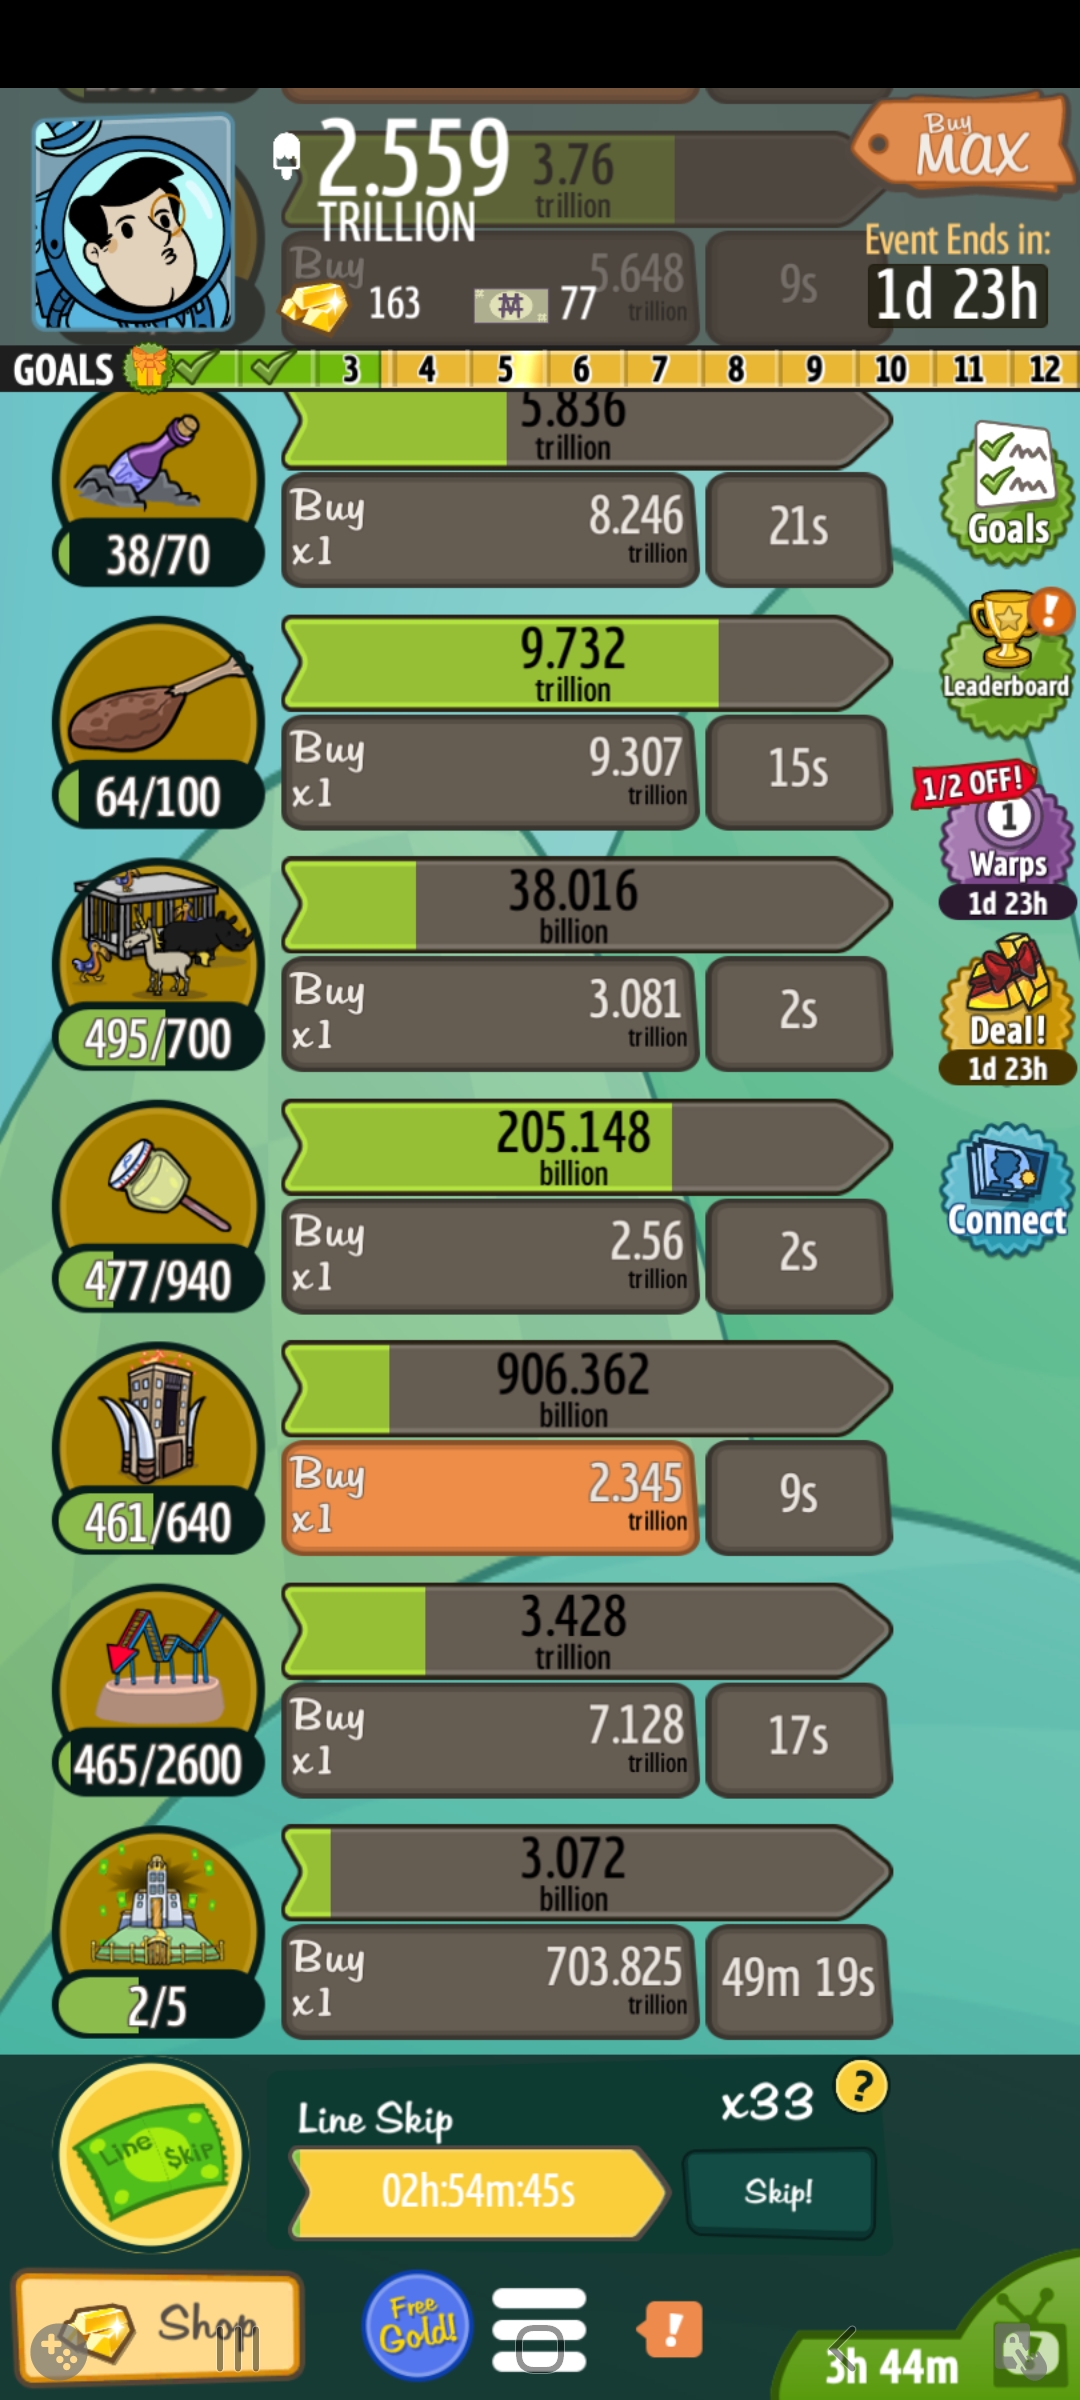 2.559
TRILLION
3.76
trillion
Buy
MAX
Event Ends in:
1d 23h
Buy
5.648
trillion
9s
163
77
GOALS
3 4 5 6 7 8 9 10 11 12
5.836
trillion
Buy
x1
8.246
trillion
21s
38/70
Goals
9.732
trillion
Buy
x1
9.307
trillion
15s
64/100
Leaderboard
1/2 OFF!
1
Warps
1d 23h
38.016
billion
Buy
x1
3.081
trillion
2s
495/700
Deal!
1d 23h
205.148
billion
Buy
x1
2.56
trillion
2s
477/940
Connect
906.362
billion
Buy
x1
2.345
trillion
9s
461/640
3.428
trillion
Buy
x1
7.128
trillion
17s
465/2600
3.072
billion
Buy
x1
703.825
trillion
49m 19s
2/5
Line $kip
Line Skip
x33
?
02h:54m:45s
Skip!
Shop
Free
Gold!
!
3h 44m